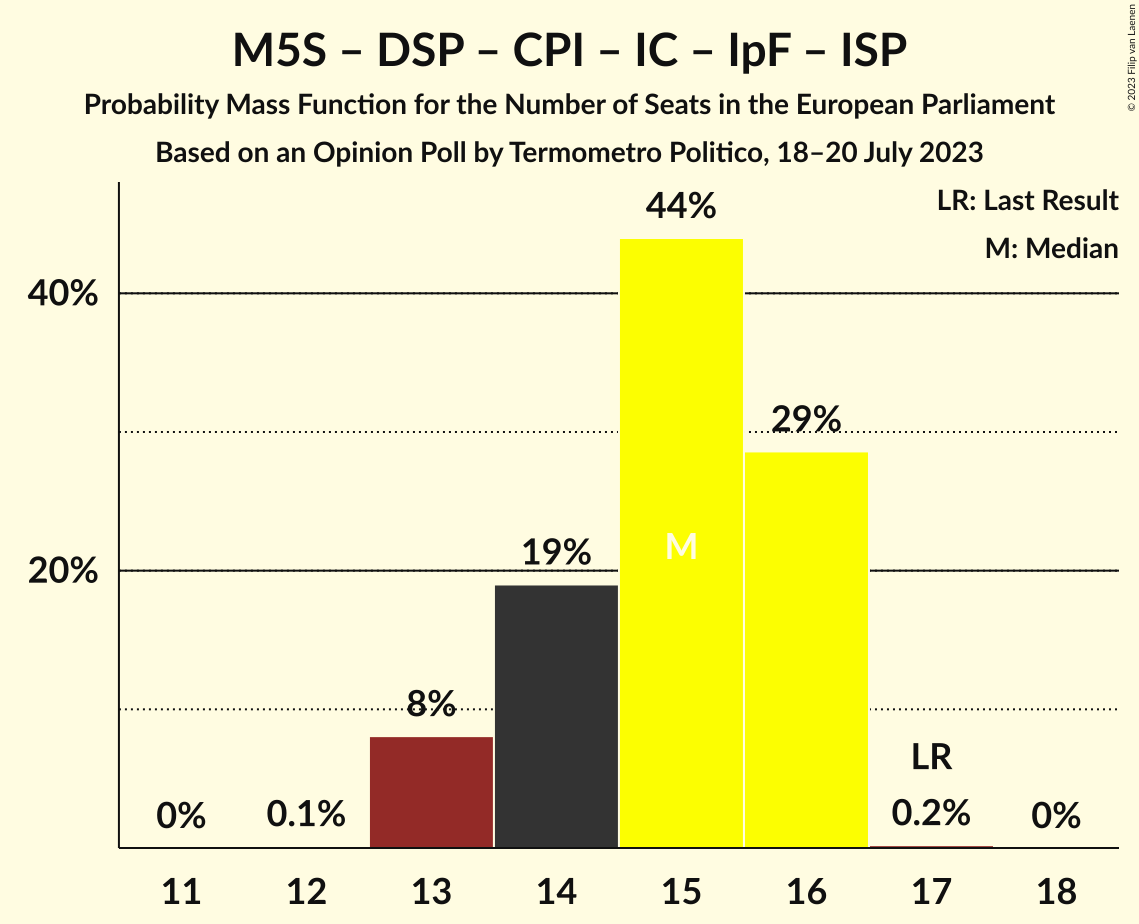 M5S – DSP – CPI – IC – IpF – ISP
Probability Mass Function for the Number of Seats in the European Parliament
Based on an Opinion Poll by Termometro Politico, 18–20 July 2023
© 2023 Filip van Laenen
LR: Last Result
M: Median
44%
40%
29%
M
19%
20%
8%
LR
0%
0.1%
0.2%
0%
11
12
13
14
15
16
17
18